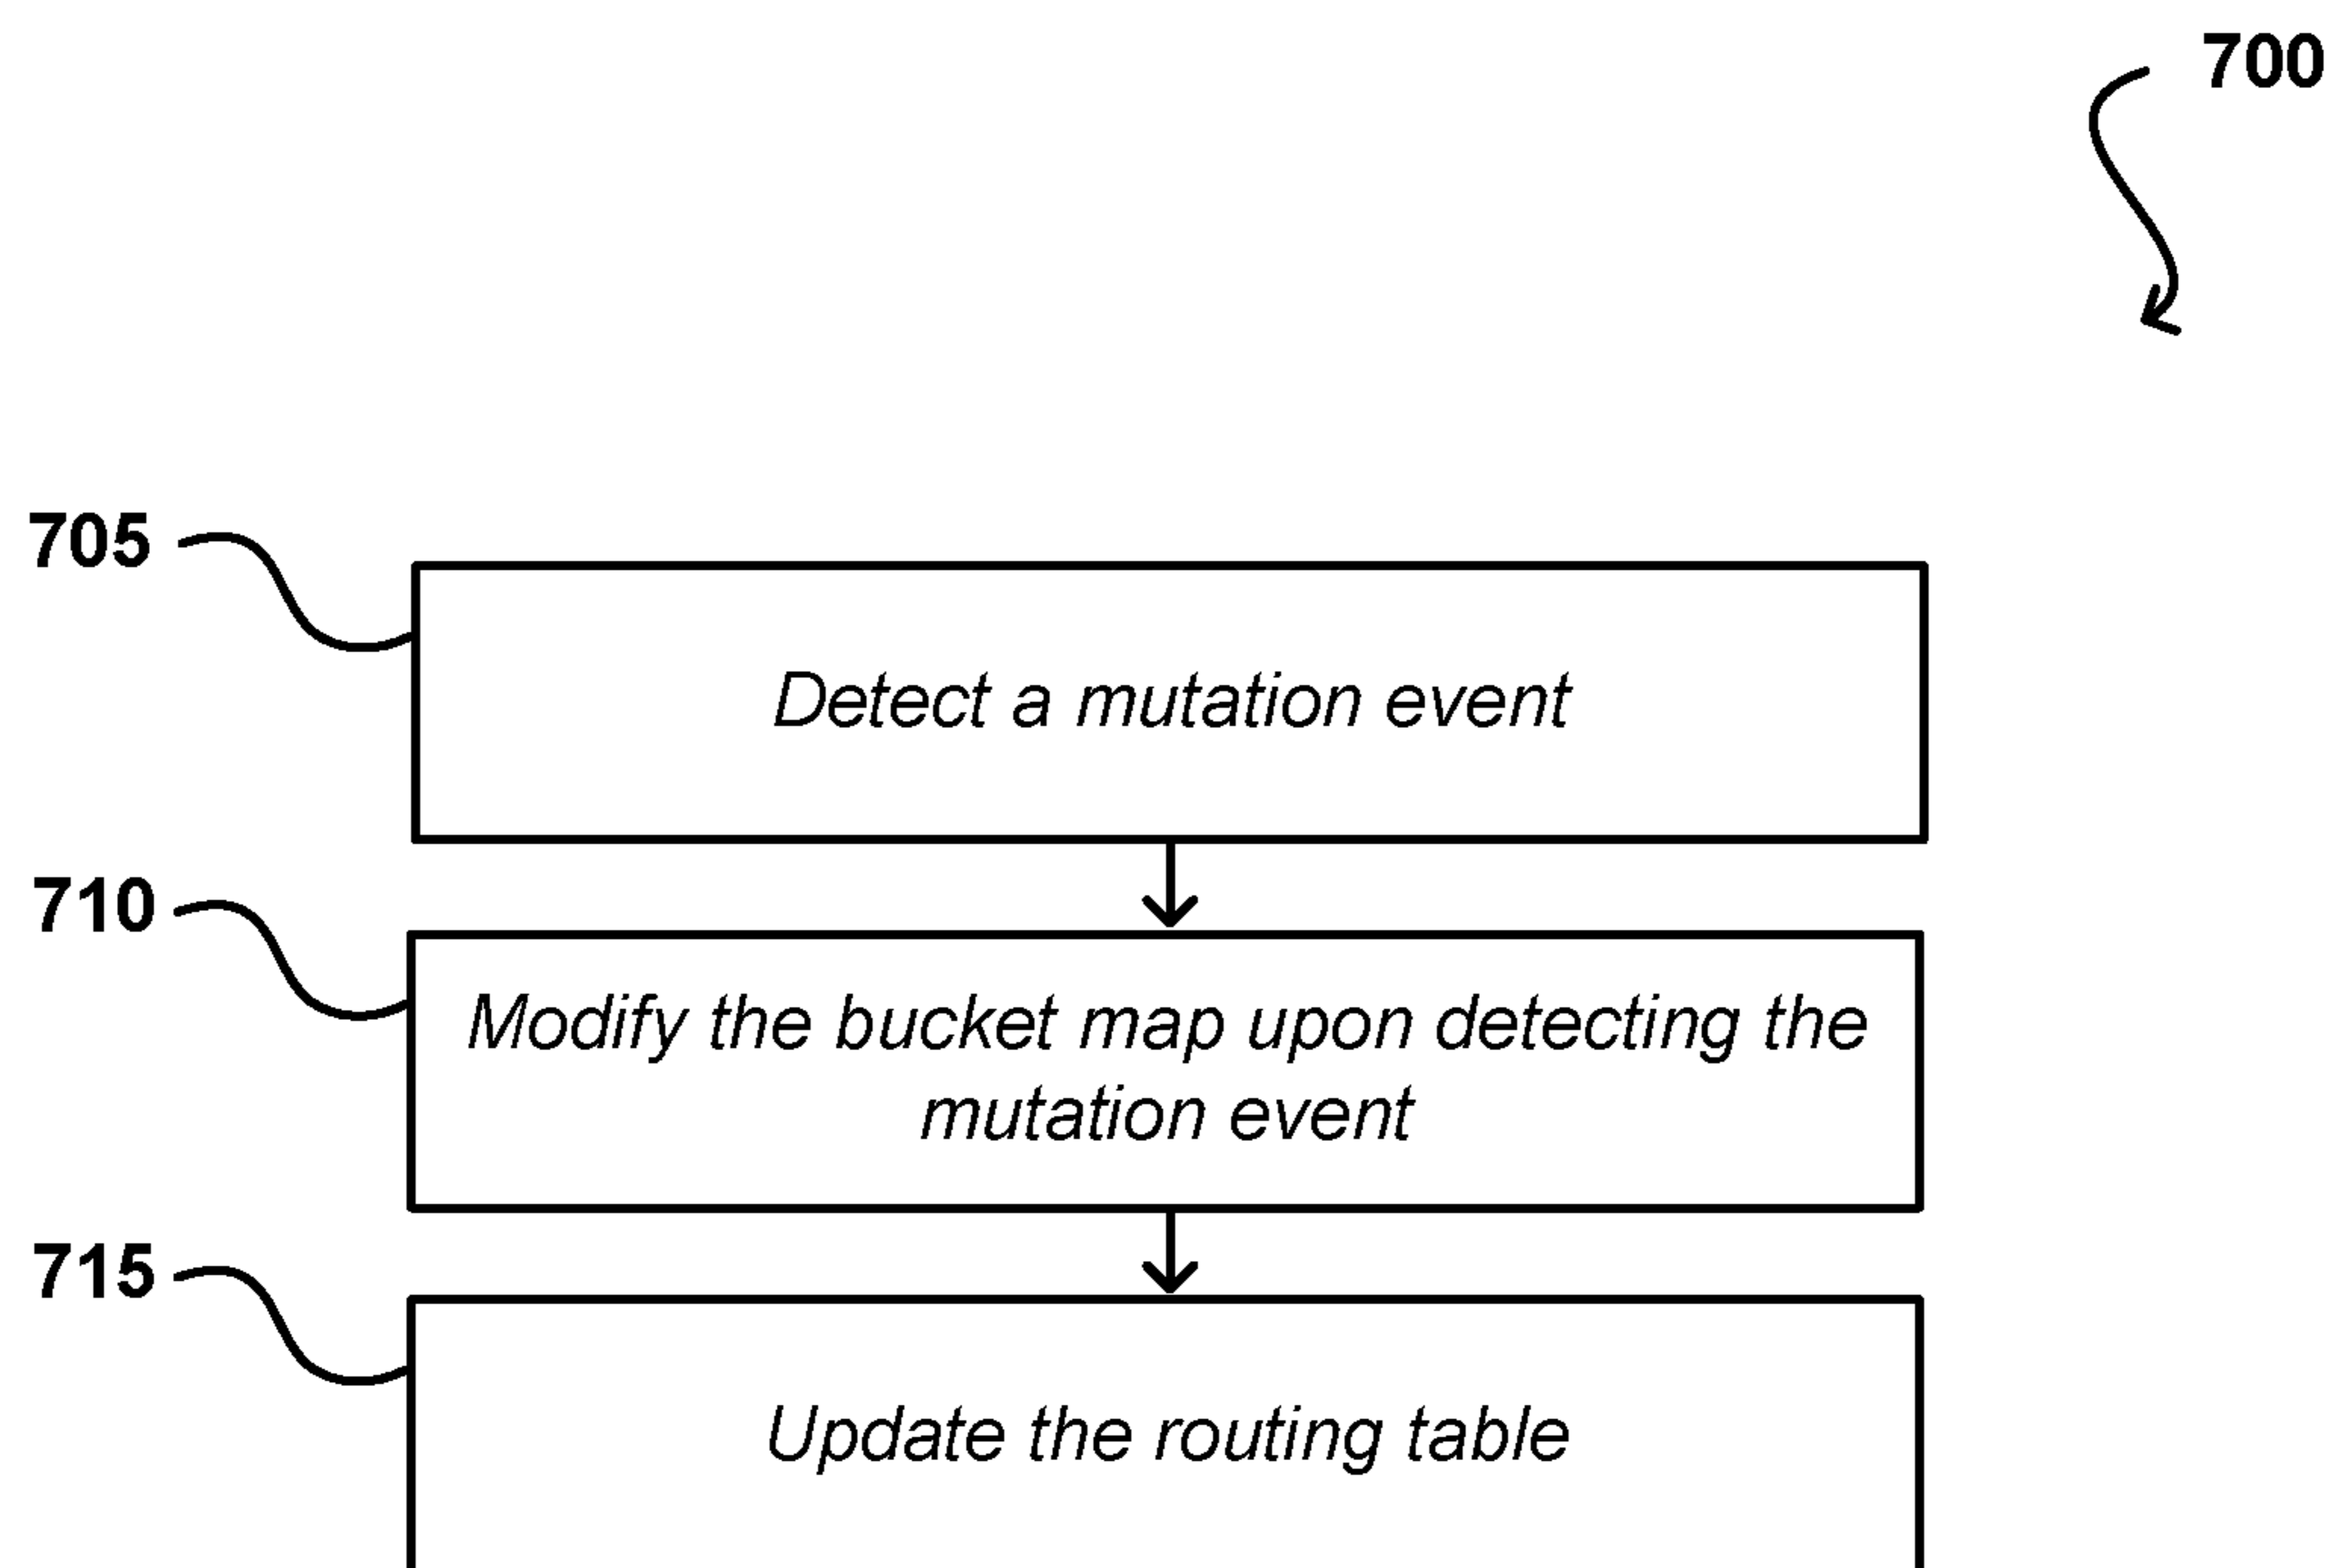 700
705
Detect a mutation event
710
Modify the bucket map upon detecting the
mutation event
715
Update the routing table